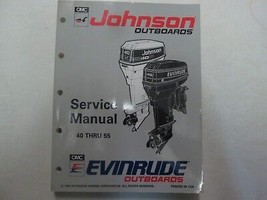 OMC
Johnson
OUTBOARDS
Service
Manual
40 THRU 55
OMC
EVINRUDE
OUTBOARDS